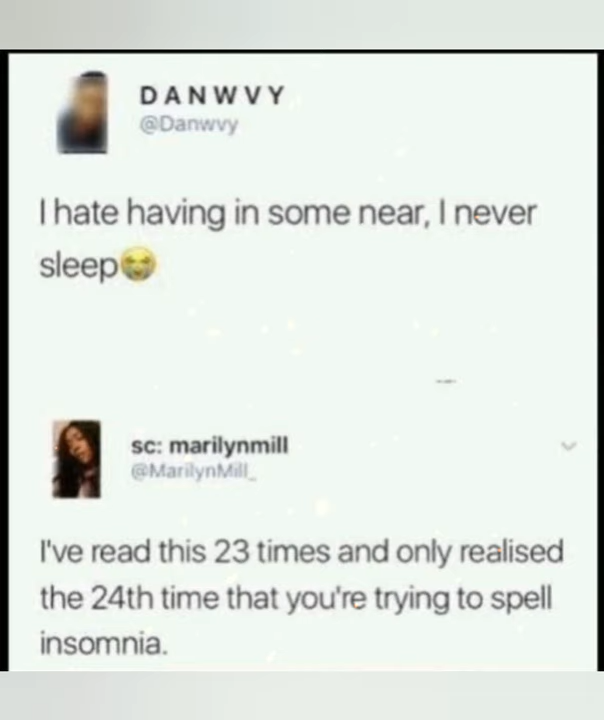 DANWVY
@Danwvy
I hate having in some near, I never
sleep😭
sc: marilynmill
@MarilynMill_
I've read this 23 times and only realised
the 24th time that you're trying to spell
insomnia.